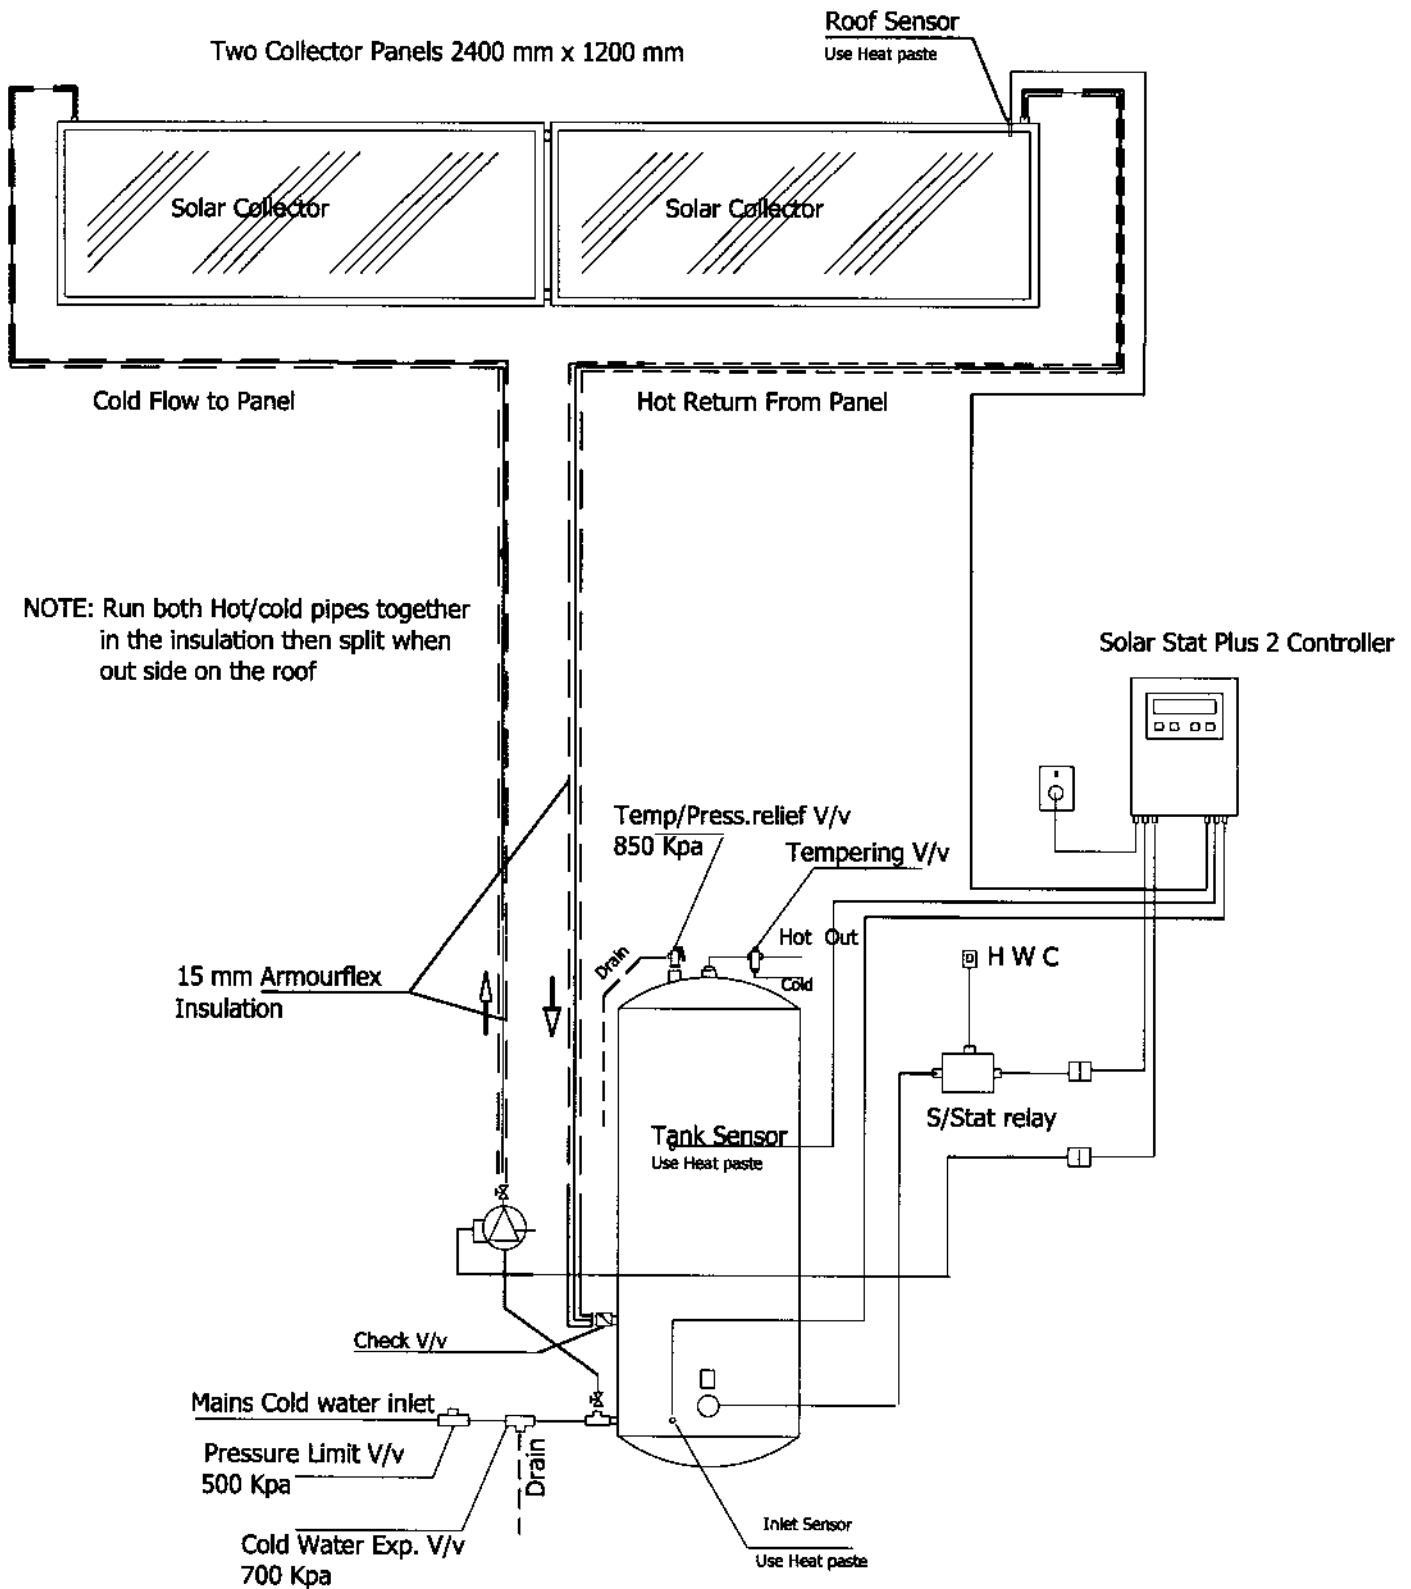 Roof Sensor
Use Heat paste
Two Collector Panels 2400 mm x 1200 mm
Solar Collector
Solar Collector
Cold Flow to Panel
Hot Return From Panel
NOTE: Run both Hot/cold pipes together
in the insulation then split when
out side on the roof
Solar Stat Plus 2 Controller
Temp/Press.relief V/v
850 Kpa
Tempering V/v
Drain
Hot Out
Cold
D
H W C
15 mm Armourflex
Insulation
S/Stat relay
Tank Sensor
Use Heat paste
Check V/v
Mains Cold water inlet
Pressure Limit V/v
500 Kpa
Drain
Cold Water Exp. V/v
700 Kpa
Inlet Sensor
Use Heat paste